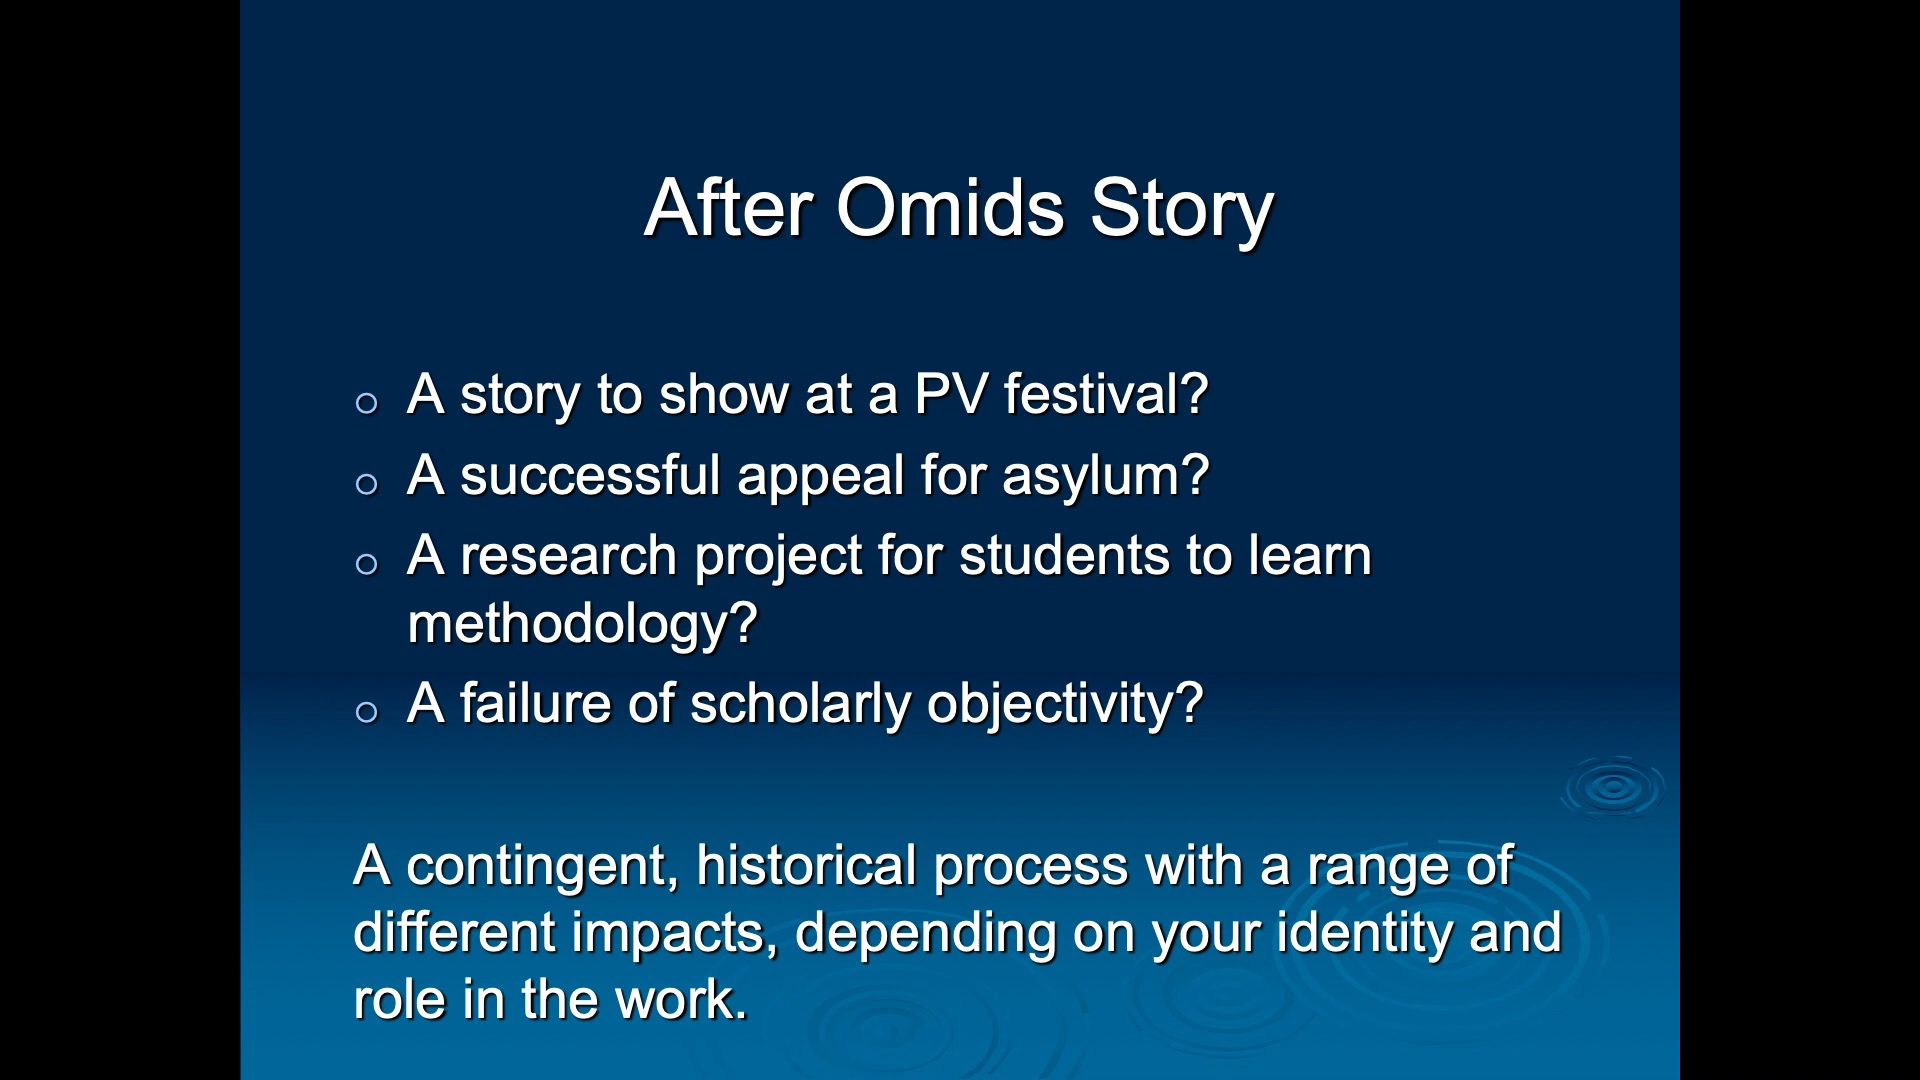 After Omids Story
A story to show at a PV festival?
A successful appeal for asylum?
A research project for students to learn
methodology?
A failure of scholarly objectivity?
A contingent, historical process with a range of
different impacts, depending on your identity and
role in the work.